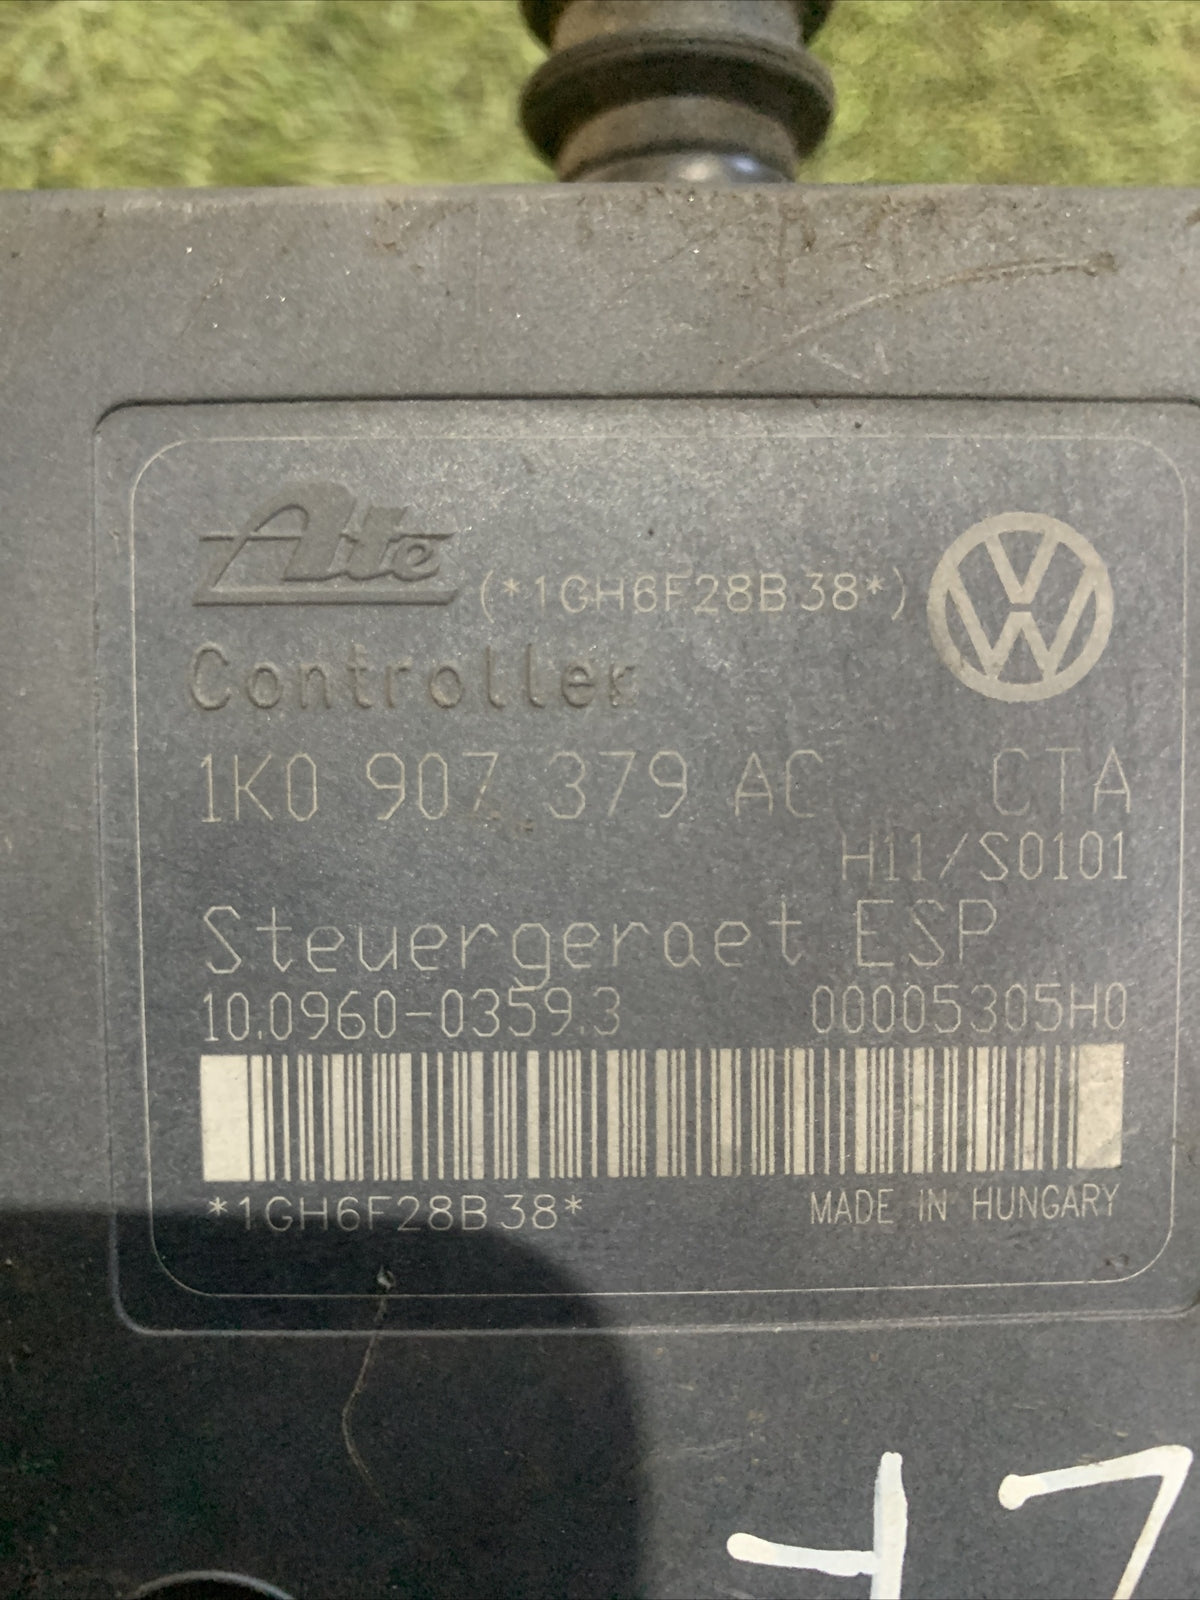 Ate (*1GH6F28B38*)
Controller
1K0 907 379 AC CTA
H11/S0101
Steuergeraet ESP
10.0960-0359.3 00005305H0
*1GH6F28B38* MADE IN HUNGARY